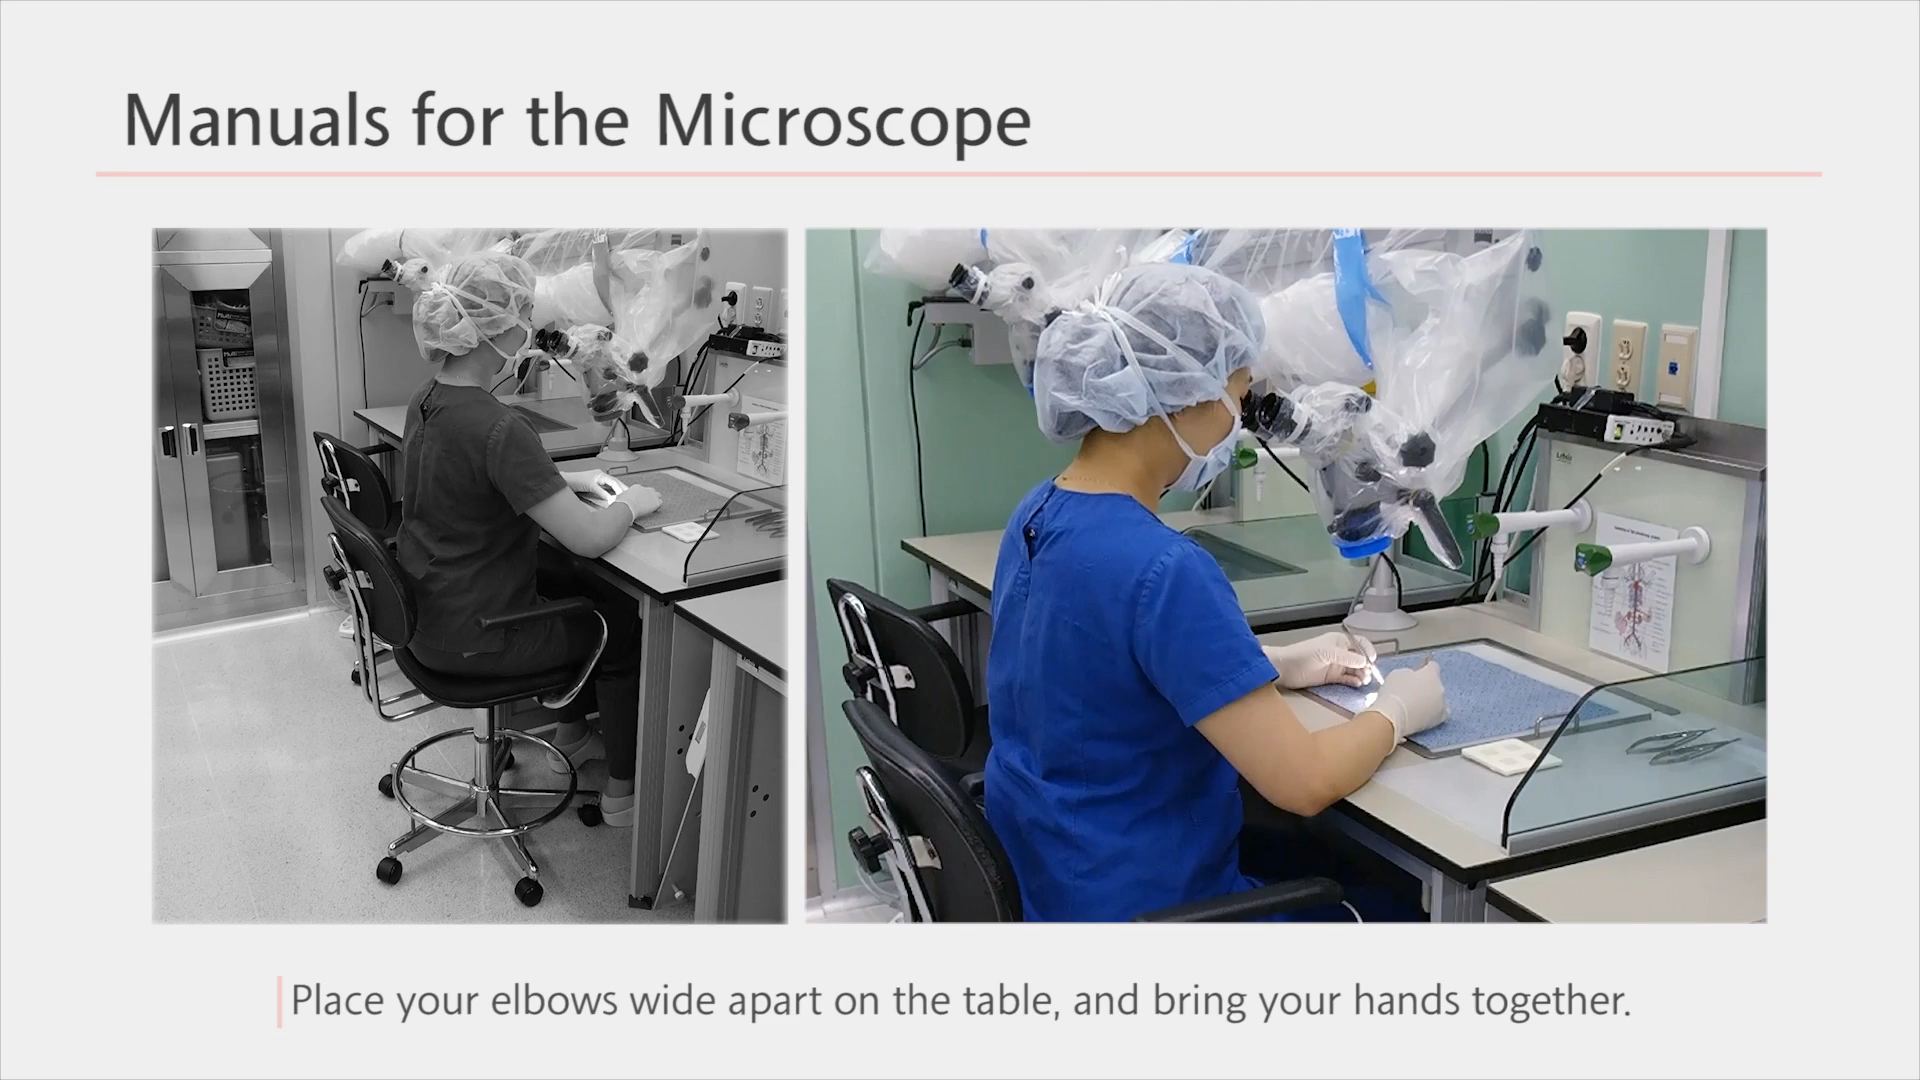 Manuals for the Microscope
Place your elbows wide apart on the table, and bring your hands together.